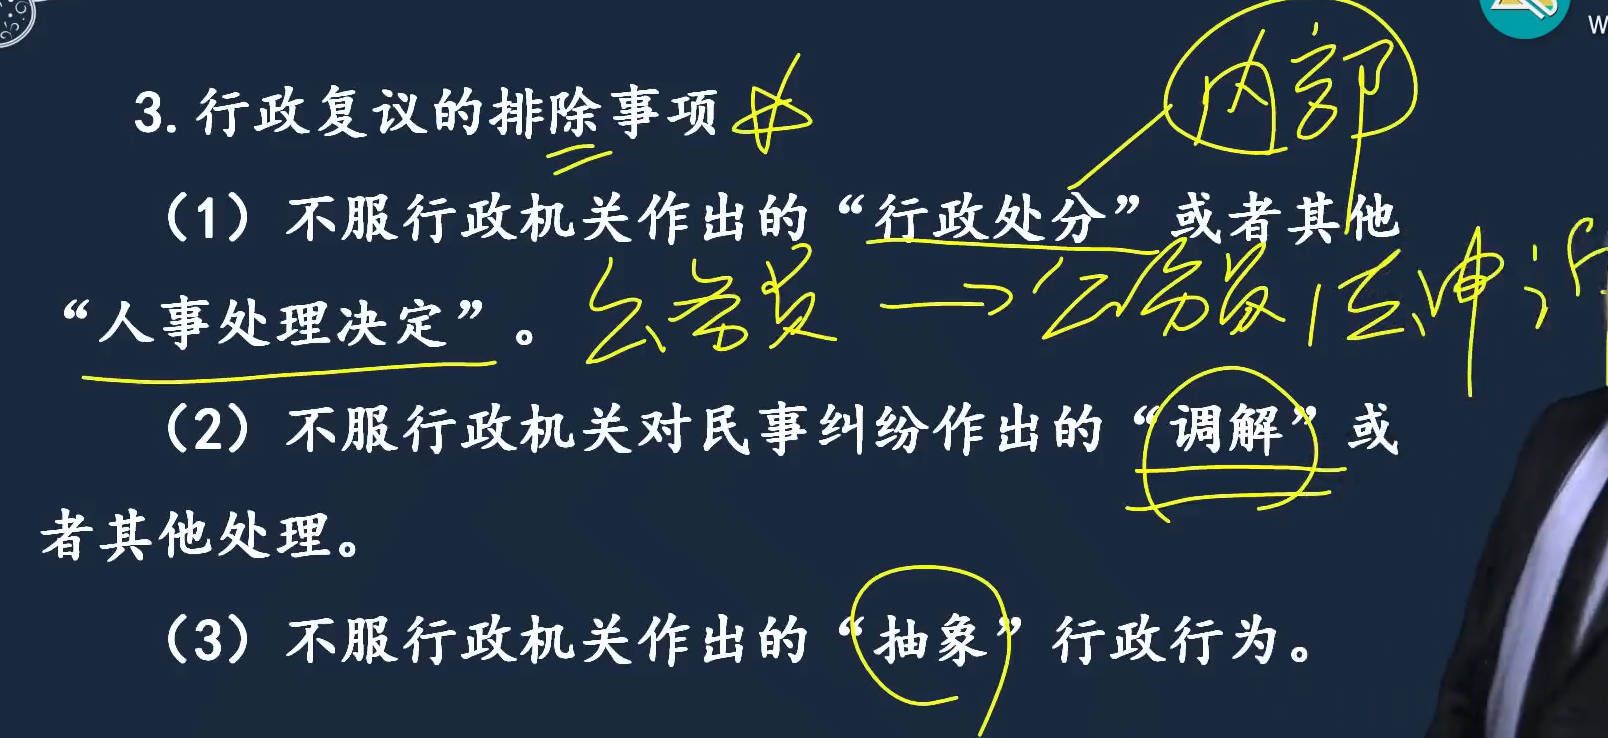 W
内部
3.行政复议的排除事项
（1）不服行政机关作出的“行政处分”或者其他
“人事处理决定”。
公务员→公务员法申诉
（2）不服行政机关对民事纠纷作出的“调解”或
者其他处理。
（3）不服行政机关作出的“抽象”行政行为。